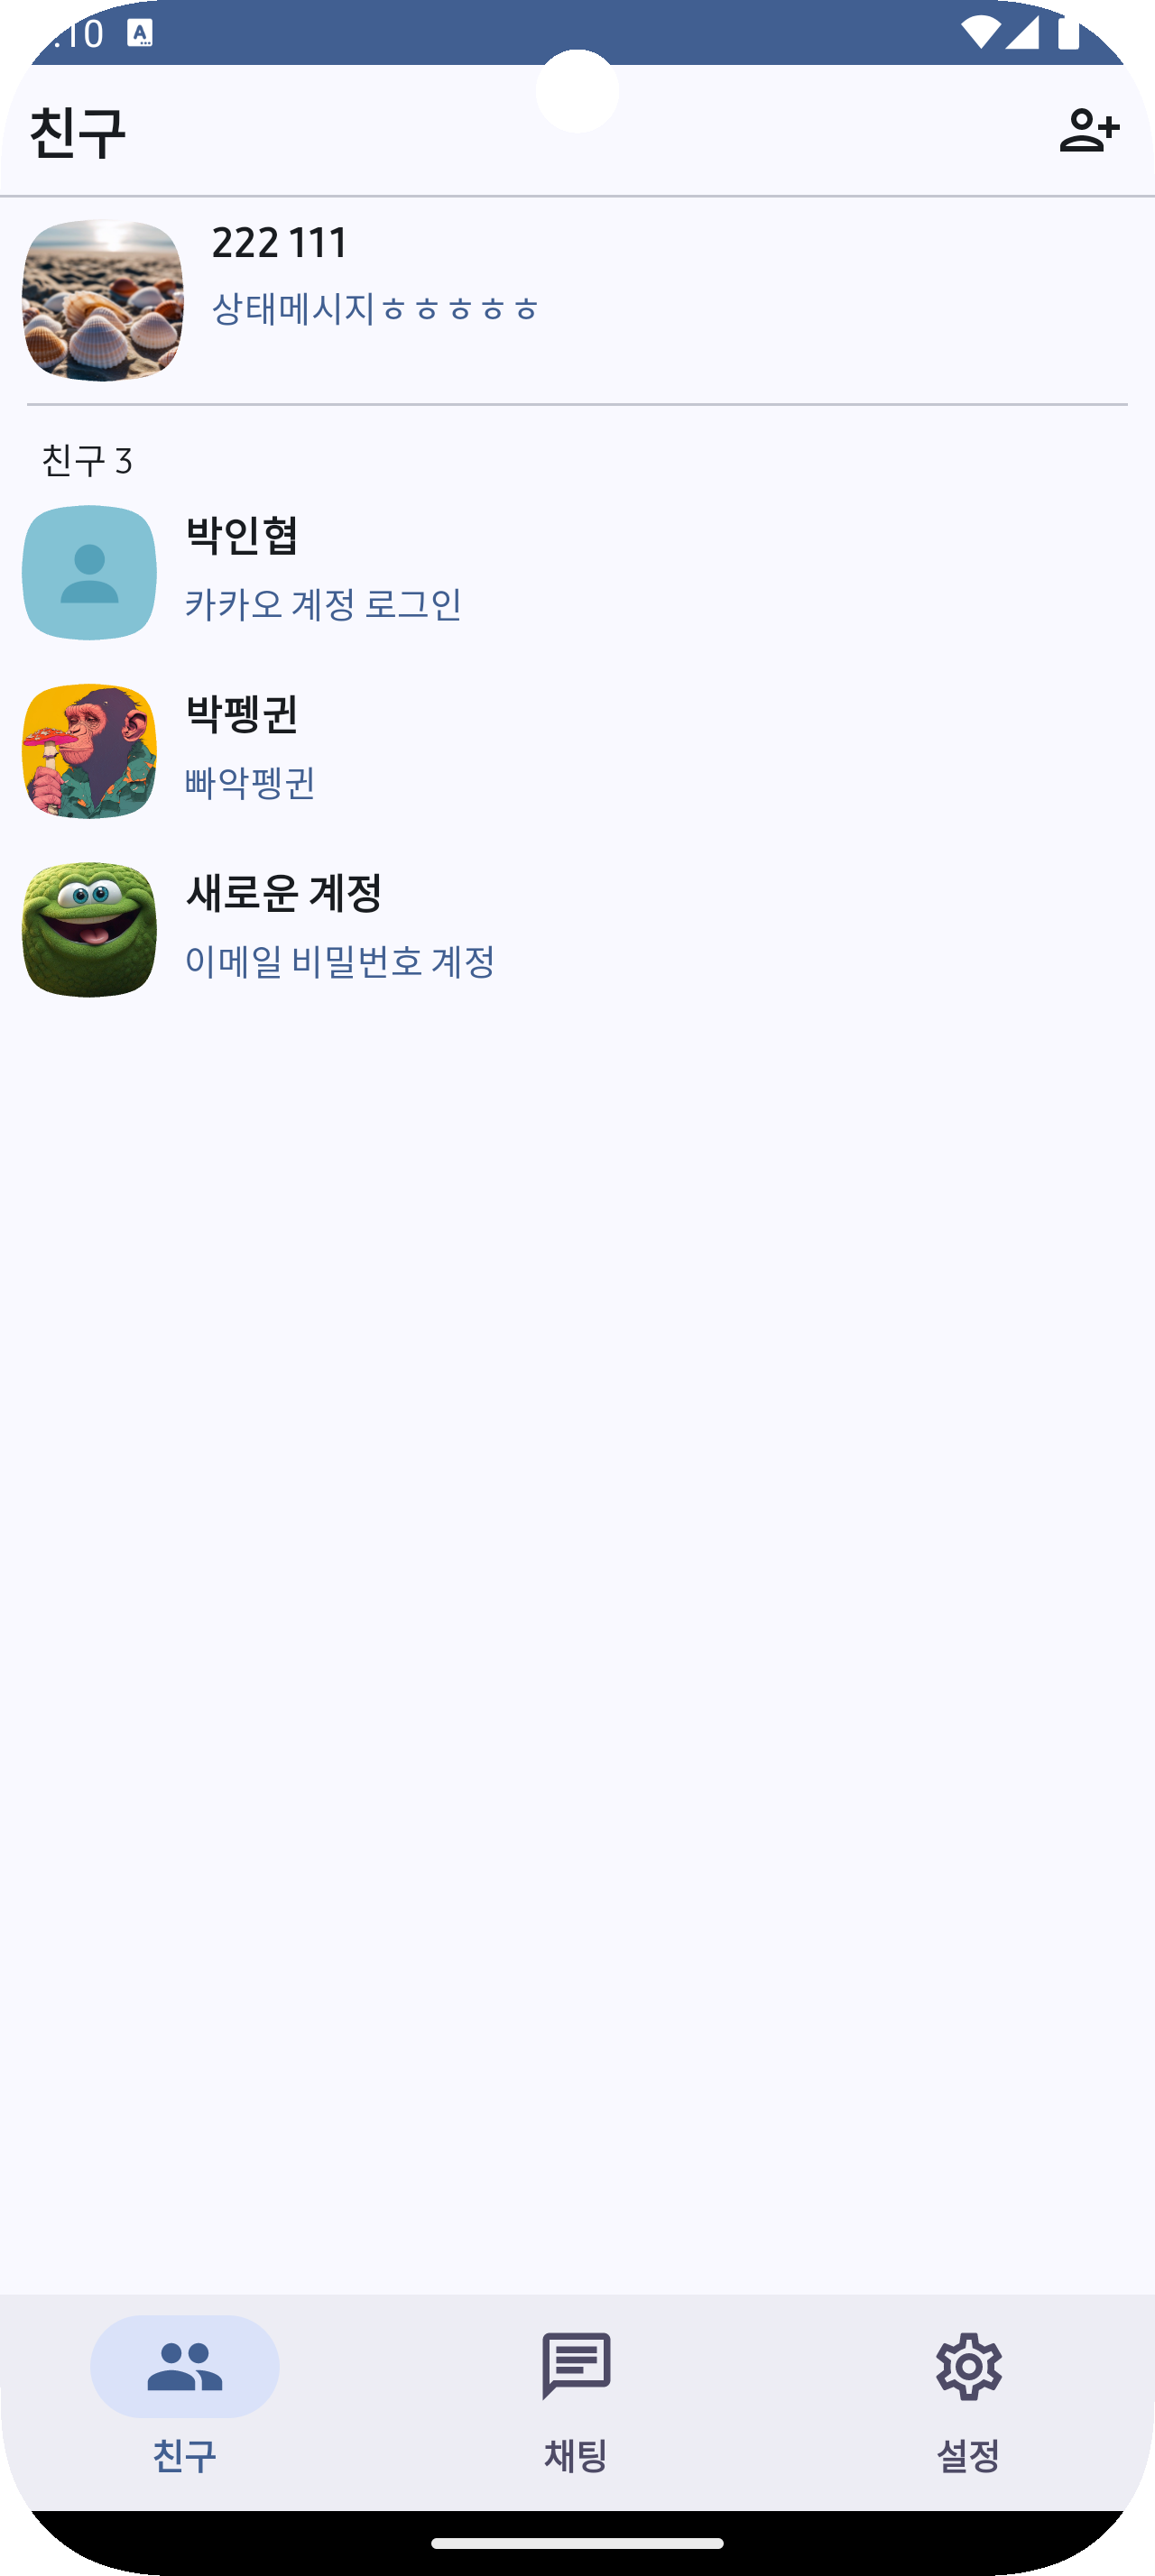 :10
친구
222 111
상태메시지ㅎㅎㅎㅎㅎ
친구 3
박인협
카카오 계정 로그인
박펭귄
빠악펭귄
새로운 계정
이메일 비밀번호 계정
친구
채팅
설정